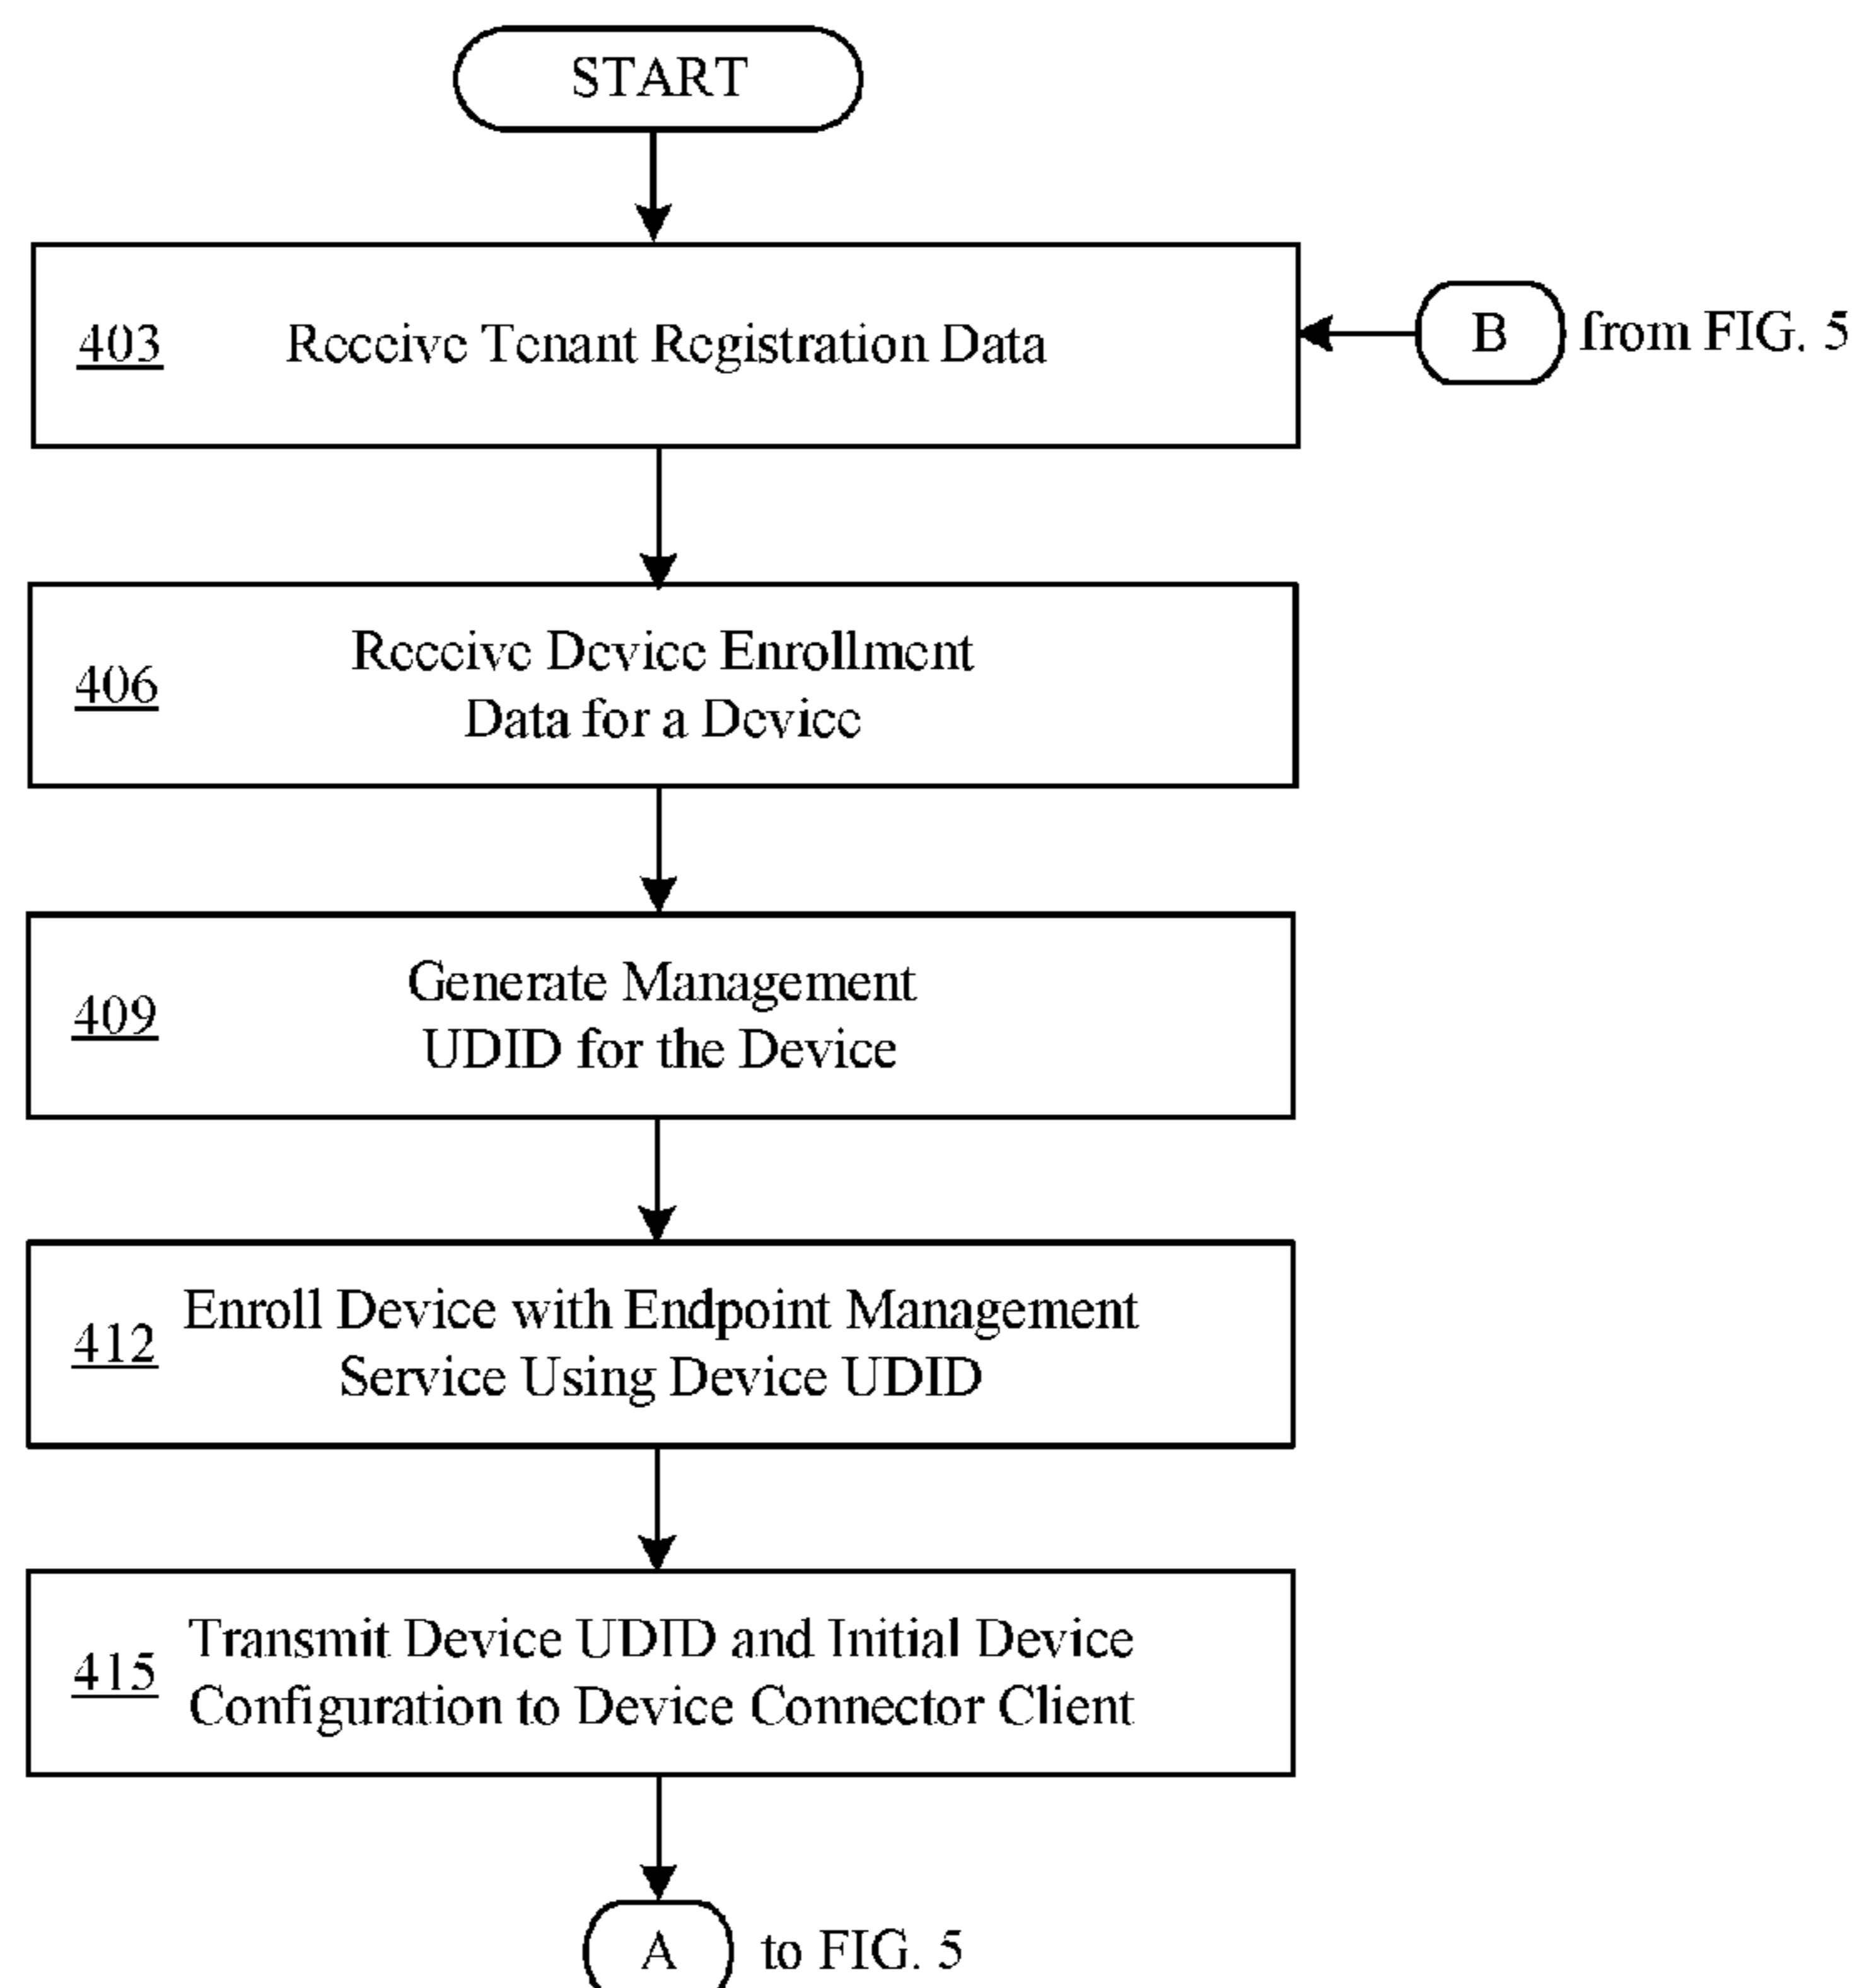 START
403 Receive Tenant Registration Data
B from FIG. 5
406 Receive Device Enrollment
Data for a Device
409 Generate Management
UDID for the Device
412 Enroll Device with Endpoint Management
Service Using Device UDID
415 Transmit Device UDID and Initial Device
Configuration to Device Connector Client
A to FIG. 5